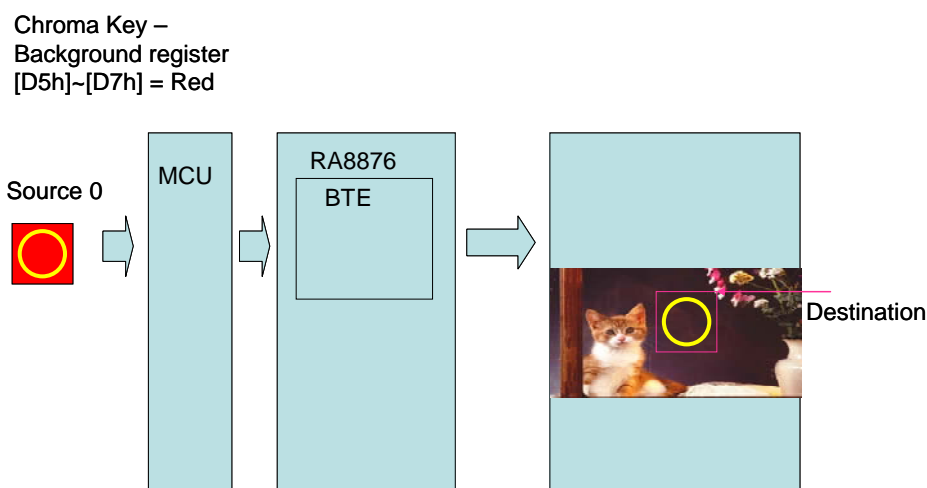 Chroma Key –
Background register
[D5h]~[D7h] = Red
Source 0
MCU
RA8876
BTE
Destination